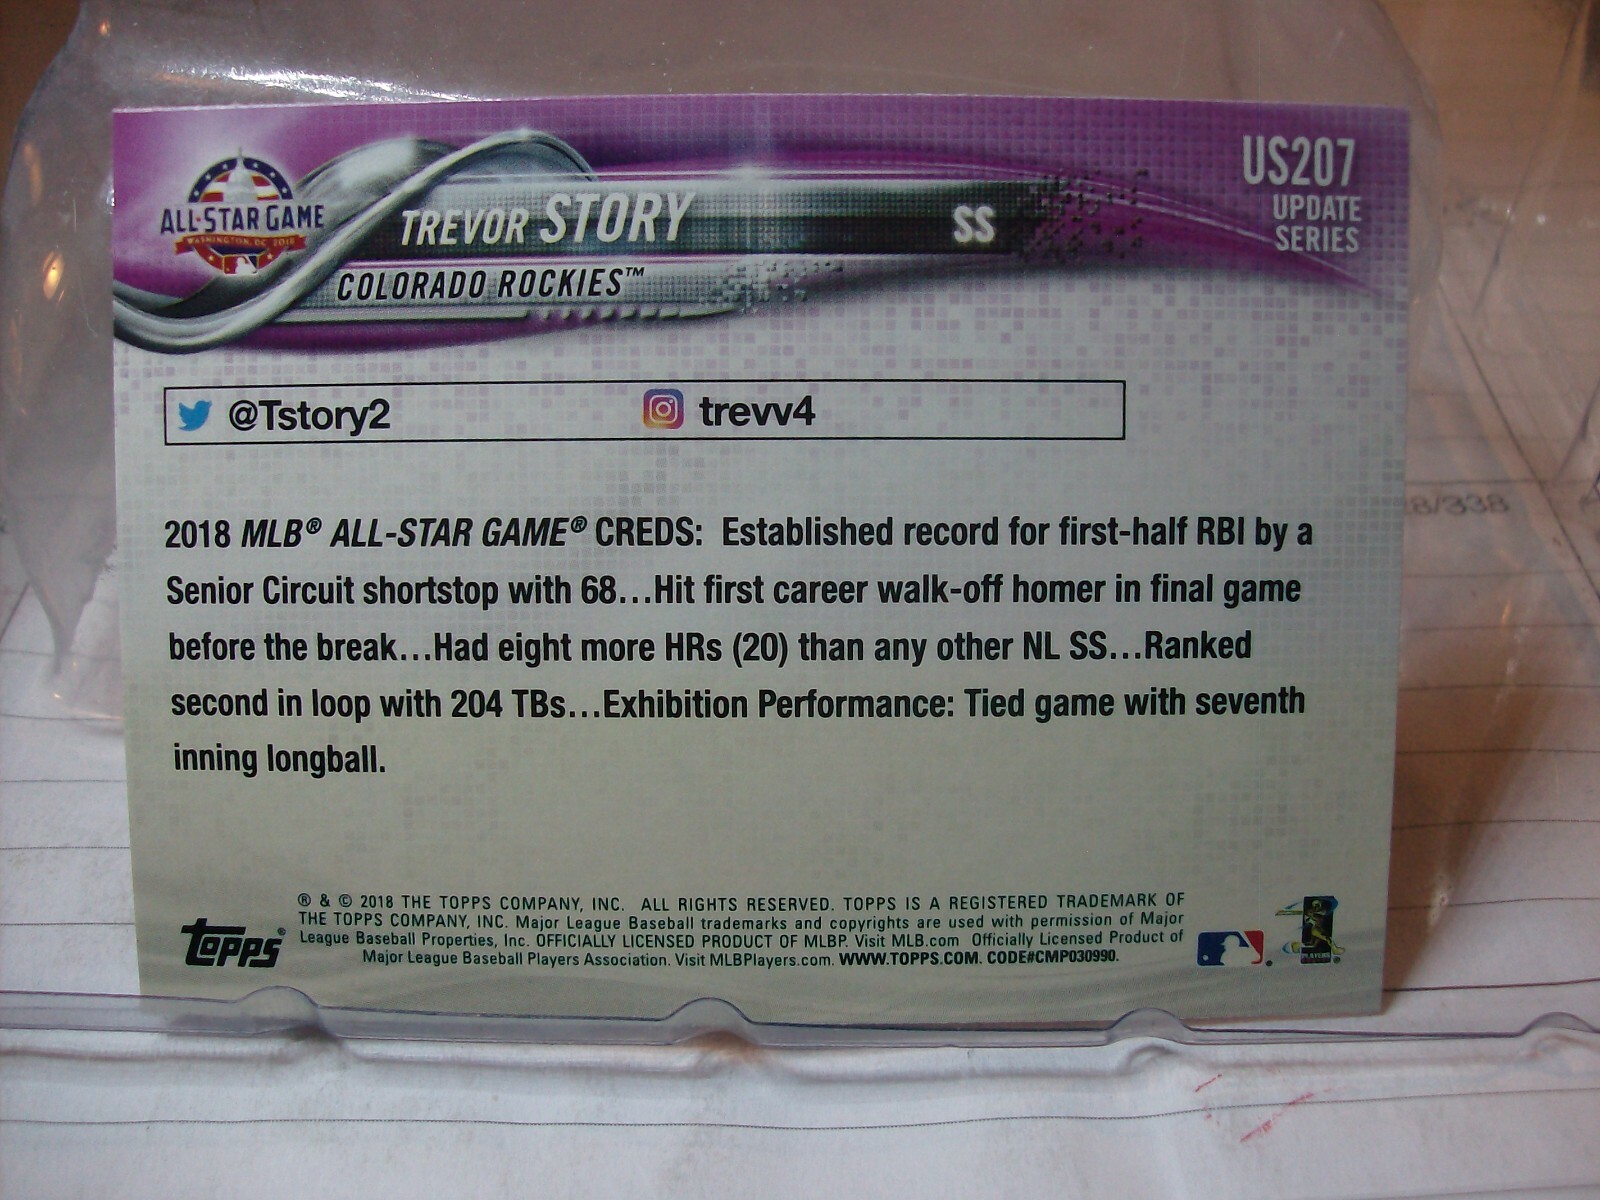 US207
UPDATE
SERIES
ALL★STAR GAME
WASHINGTON, DC 2018
TREVOR STORY SS
COLORADO ROCKIES™
@Tstory2 trevv4
2018 MLB® ALL-STAR GAME® CREDS: Established record for first-half RBI by a
Senior Circuit shortstop with 68...Hit first career walk-off homer in final game
before the break...Had eight more HRs (20) than any other NL SS...Ranked
second in loop with 204 TBs...Exhibition Performance: Tied game with seventh
inning longball.
® & © 2018 THE TOPPS COMPANY, INC. ALL RIGHTS RESERVED. TOPPS IS A REGISTERED TRADEMARK OF
THE TOPPS COMPANY, INC. Major League Baseball trademarks and copyrights are used with permission of Major
League Baseball Properties, Inc. OFFICIALLY LICENSED PRODUCT OF MLBP. Visit MLB.com Officially Licensed Product of
Major League Baseball Players Association. Visit MLBPlayers.com. WWW.TOPPS.COM. CODE#CMP030990.
topps®
PLAYERS
8/338